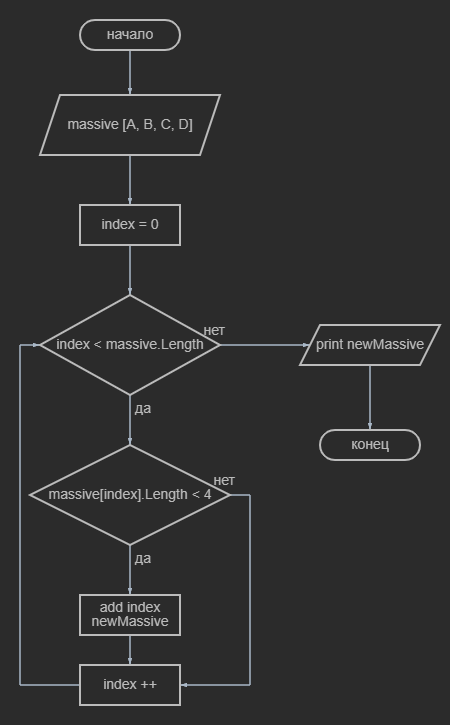 начало
massive [A, B, C, D]
index = 0
index < massive.Length
нет
print newMassive
да
конец
massive[index].Length < 4
нет
да
add index
newMassive
index ++